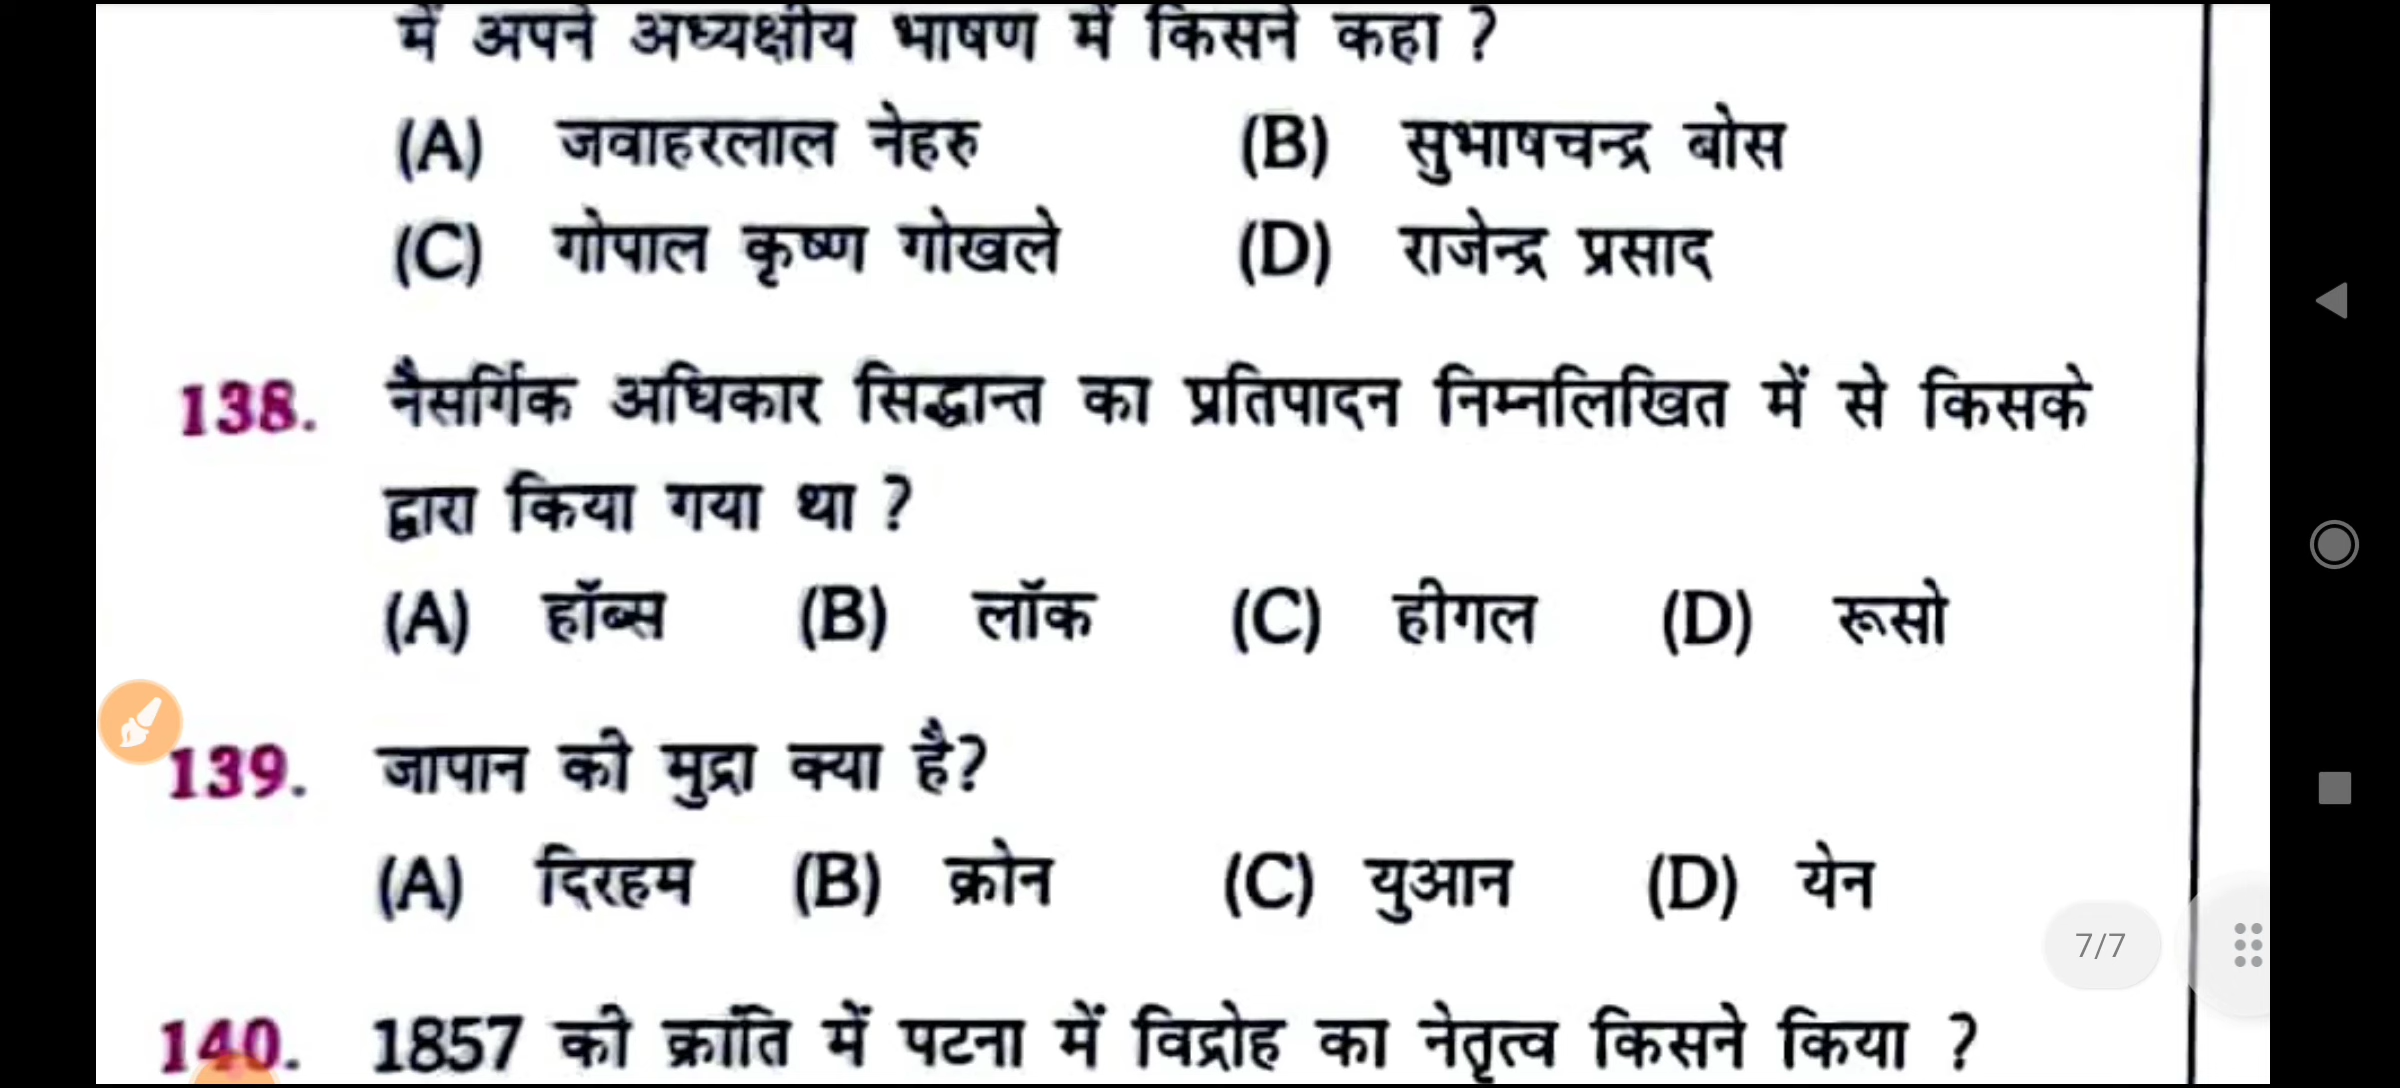 में अपने अध्यक्षीय भाषण में किसने कहा ?
(A) जवाहरलाल नेहरु (B) सुभाषचन्द्र बोस
(C) गोपाल कृष्ण गोखले (D) राजेन्द्र प्रसाद
138. नैसर्गिक अधिकार सिद्धान्त का प्रतिपादन निम्नलिखित में से किसके
द्वारा किया गया था ?
(A) हॉब्स (B) लॉक (C) हीगल (D) रूसो
139. जापान की मुद्रा क्या है?
(A) दिरहम (B) क्रोन (C) युआन (D) येन
7/7
140. 1857 की क्रांति में पटना में विद्रोह का नेतृत्व किसने किया ?